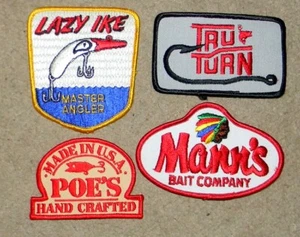 LAZY IKE
MASTER
ANGLER
TRU
TURN
MADE IN U.S.A.
POE'S
HAND CRAFTED
Mann's
BAIT COMPANY